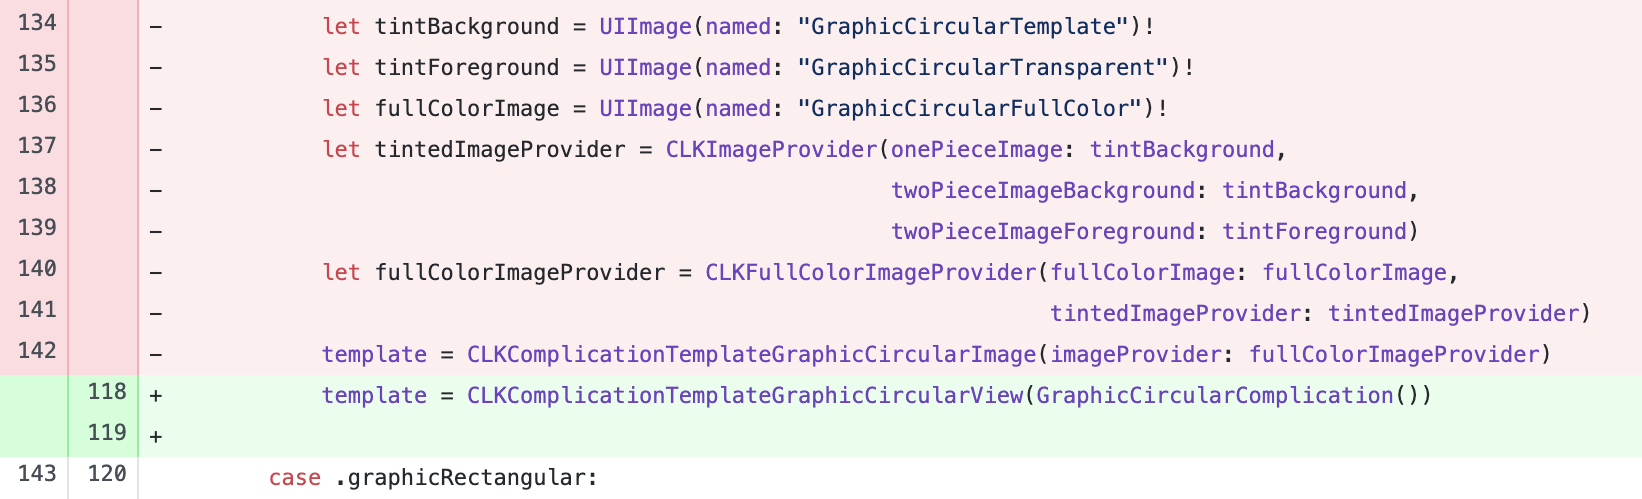 134 - let tintBackground = UIImage(named: "GraphicCircularTemplate")!
135 - let tintForeground = UIImage(named: "GraphicCircularTransparent")!
136 - let fullColorImage = UIImage(named: "GraphicCircularFullColor")!
137 - let tintedImageProvider = CLKImageProvider(onePieceImage: tintBackground,
138 - twoPieceImageBackground: tintBackground,
139 - twoPieceImageForeground: tintForeground)
140 - let fullColorImageProvider = CLKFullColorImageProvider(fullColorImage: fullColorImage,
141 - tintedImageProvider: tintedImageProvider)
142 - template = CLKComplicationTemplateGraphicCircularImage(imageProvider: fullColorImageProvider)
118 + template = CLKComplicationTemplateGraphicCircularView(GraphicCircularComplication())
119 +
143 120 case .graphicRectangular: